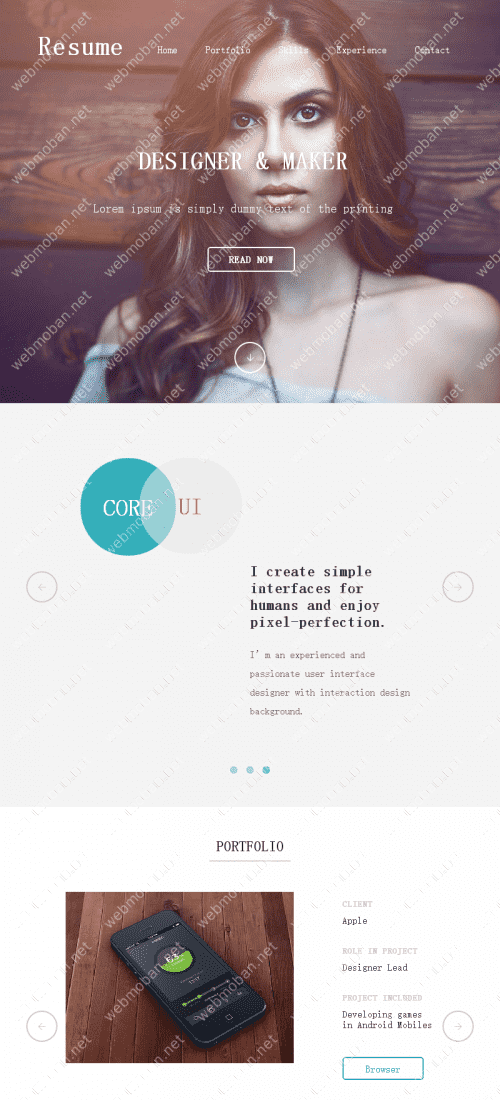 Resume
Home Portfolio Skills Experience Contact
DESIGNER & MAKER
Lorem ipsum is simply dummy text of the printing
READ NOW
CORE UI
I create simple
interfaces for
humans and enjoy
pixel-perfection.
I' m an experienced and
passionate user interface
designer with interaction design
background.
PORTFOLIO
CLIENT
Apple
ROLE IN PROJECT
Designer Lead
PROJECT INCLUDED
Developing games
in Android Mobiles
Browser
webmoban.net